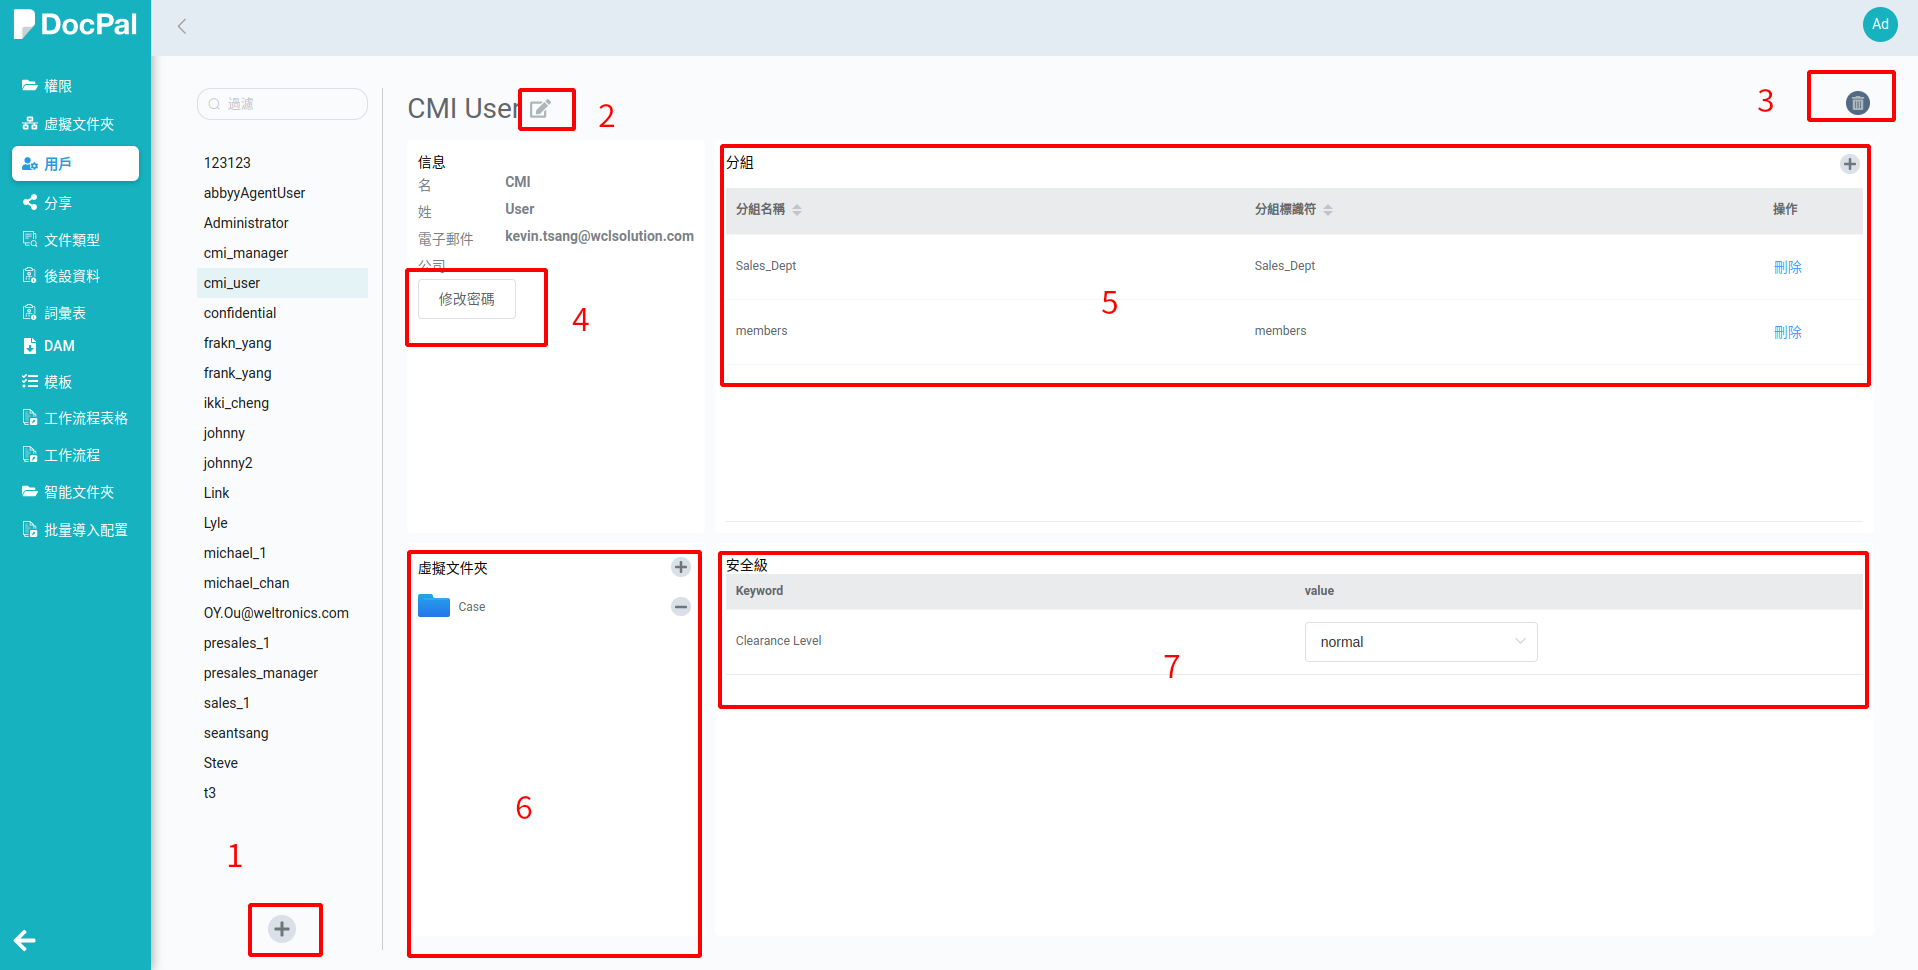 DocPal
Ad
權限
虛擬文件夾
用戶
分享
文件類型
後設資料
詞彙表
DAM
模板
工作流程表格
工作流程
智能文件夾
批量導入配置
過濾
123123
abbyyAgentUser
Administrator
cmi_manager
cmi_user
confidential
frakn_yang
frank_yang
ikki_cheng
johnny
johnny2
Link
Lyle
michael_1
michael_chan
OY.Ou@weltronics.com
presales_1
presales_manager
sales_1
seantsang
Steve
t3
1
CMI User
2
3
信息
名 CMI
姓 User
電子郵件 kevin.tsang@wclsolution.com
公司
修改密碼
4
分組
分組名稱 分組標識符 操作
Sales_Dept Sales_Dept 刪除
5
members members 刪除
虛擬文件夾
Case
6
安全級
Keyword value
Clearance Level normal
7